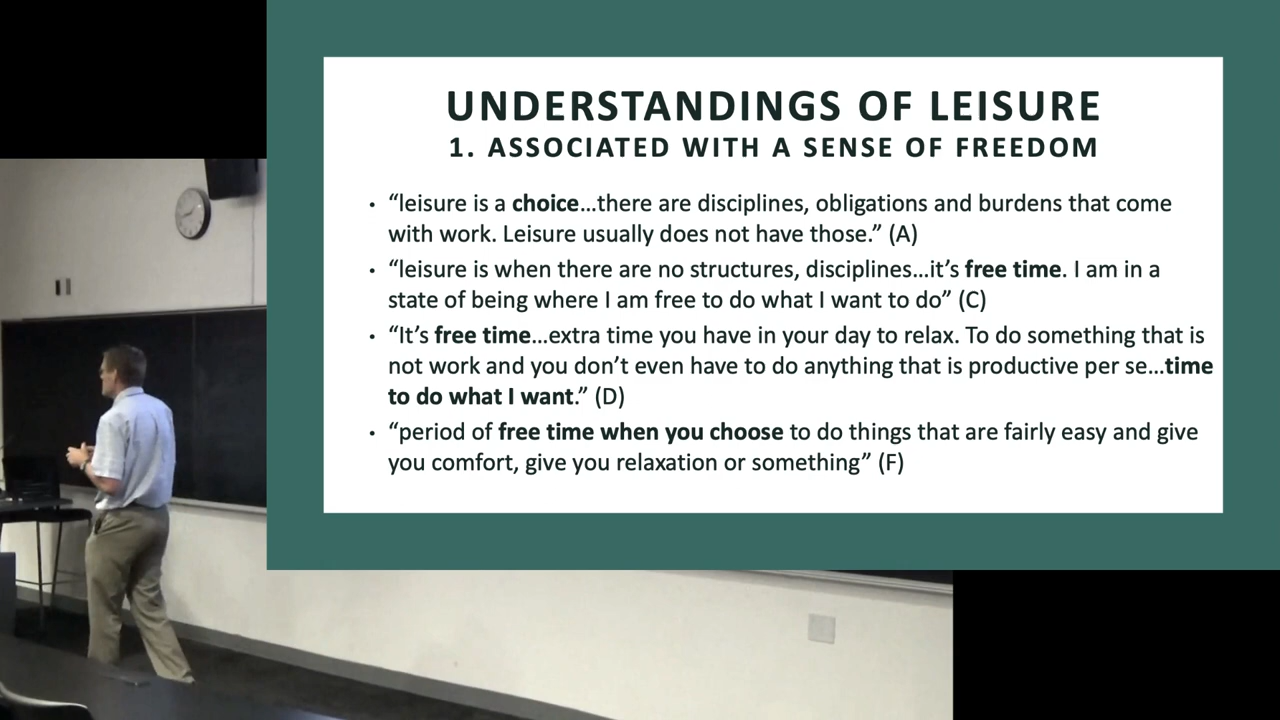 UNDERSTANDINGS OF LEISURE
1. ASSOCIATED WITH A SENSE OF FREEDOM
• “leisure is a choice…there are disciplines, obligations and burdens that come
with work. Leisure usually does not have those.” (A)
• “leisure is when there are no structures, disciplines…it’s free time. I am in a
state of being where I am free to do what I want to do” (C)
• “It’s free time…extra time you have in your day to relax. To do something that is
not work and you don’t even have to do anything that is productive per se…time
to do what I want.” (D)
• “period of free time when you choose to do things that are fairly easy and give
you comfort, give you relaxation or something” (F)